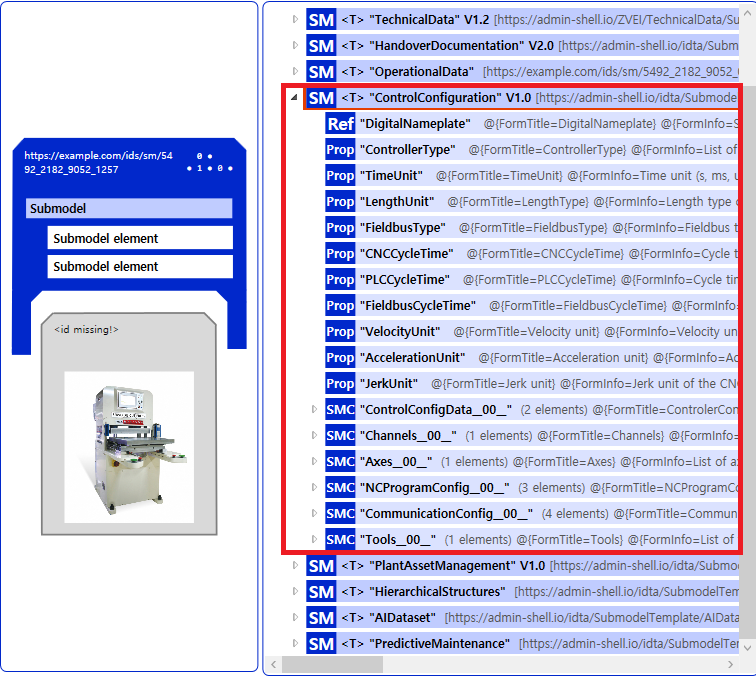 https://example.com/ids/sm/54
92_2182_9052_1257
0
1 0
Submodel
Submodel element
Submodel element
<id missing!>
SM <T> "TechnicalData" V1.2 [https://admin-shell.io/ZVEI/TechnicalData/Su
SM <T> "HandoverDocumentation" V2.0 [https://admin-shell.io/idta/Subm
SM <T> "OperationalData" [https://example.com/ids/sm/5492_2182_9052_
SM <T> "ControlConfiguration" V1.0 [https://admin-shell.io/idta/Submodel
Ref "DigitalNameplate" @{FormTitle=DigitalNameplate} @{FormInfo=S
Prop "ControllerType" @{FormTitle=ControllerType} @{FormInfo=List of
Prop "TimeUnit" @{FormTitle=TimeUnit} @{FormInfo=Time unit (s, ms, u
Prop "LengthUnit" @{FormTitle=LengthType} @{FormInfo=Length type o
Prop "FieldbusType" @{FormTitle=FieldbusType} @{FormInfo=Fieldbus t
Prop "CNCCycleTime" @{FormTitle=CNCCycleTime} @{FormInfo=Cycle t
Prop "PLCCycleTime" @{FormTitle=PLCCycleTime} @{FormInfo=Cycle tir
Prop "FieldbusCycleTime" @{FormTitle=FieldbusCycleTime} @{FormInfo=
Prop "VelocityUnit" @{FormTitle=Velocity unit} @{FormInfo=Velocity un
Prop "AccelerationUnit" @{FormTitle=Acceleration unit} @{FormInfo=Ac
Prop "JerkUnit" @{FormTitle=Jerk unit} @{FormInfo=Jerk unit of the CN
SMC "ControlConfigData__00__" (2 elements) @{FormTitle=ControlerCon
SMC "Channels__00__" (1 elements) @{FormTitle=Channels} @{FormInfo=
SMC "Axes__00__" (1 elements) @{FormTitle=Axes} @{FormInfo=List of a
SMC "NCProgramConfig__00__" (3 elements) @{FormTitle=NCProgramCo
SMC "CommunicationConfig__00__" (4 elements) @{FormTitle=Commun
SMC "Tools__00__" (1 elements) @{FormTitle=Tools} @{FormInfo=List of
SM <T> "PlantAssetManagement" V1.0 [https://admin-shell.io/idta/Submo
SM <T> "HierarchicalStructures" [https://admin-shell.io/idta/SubmodelTem
SM <T> "AIDataset" [https://admin-shell.io/idta/SubmodelTemplate/AIData
SM <T> "PredictiveMaintenance" [https://admin-shell.io/idta/SubmodelTer